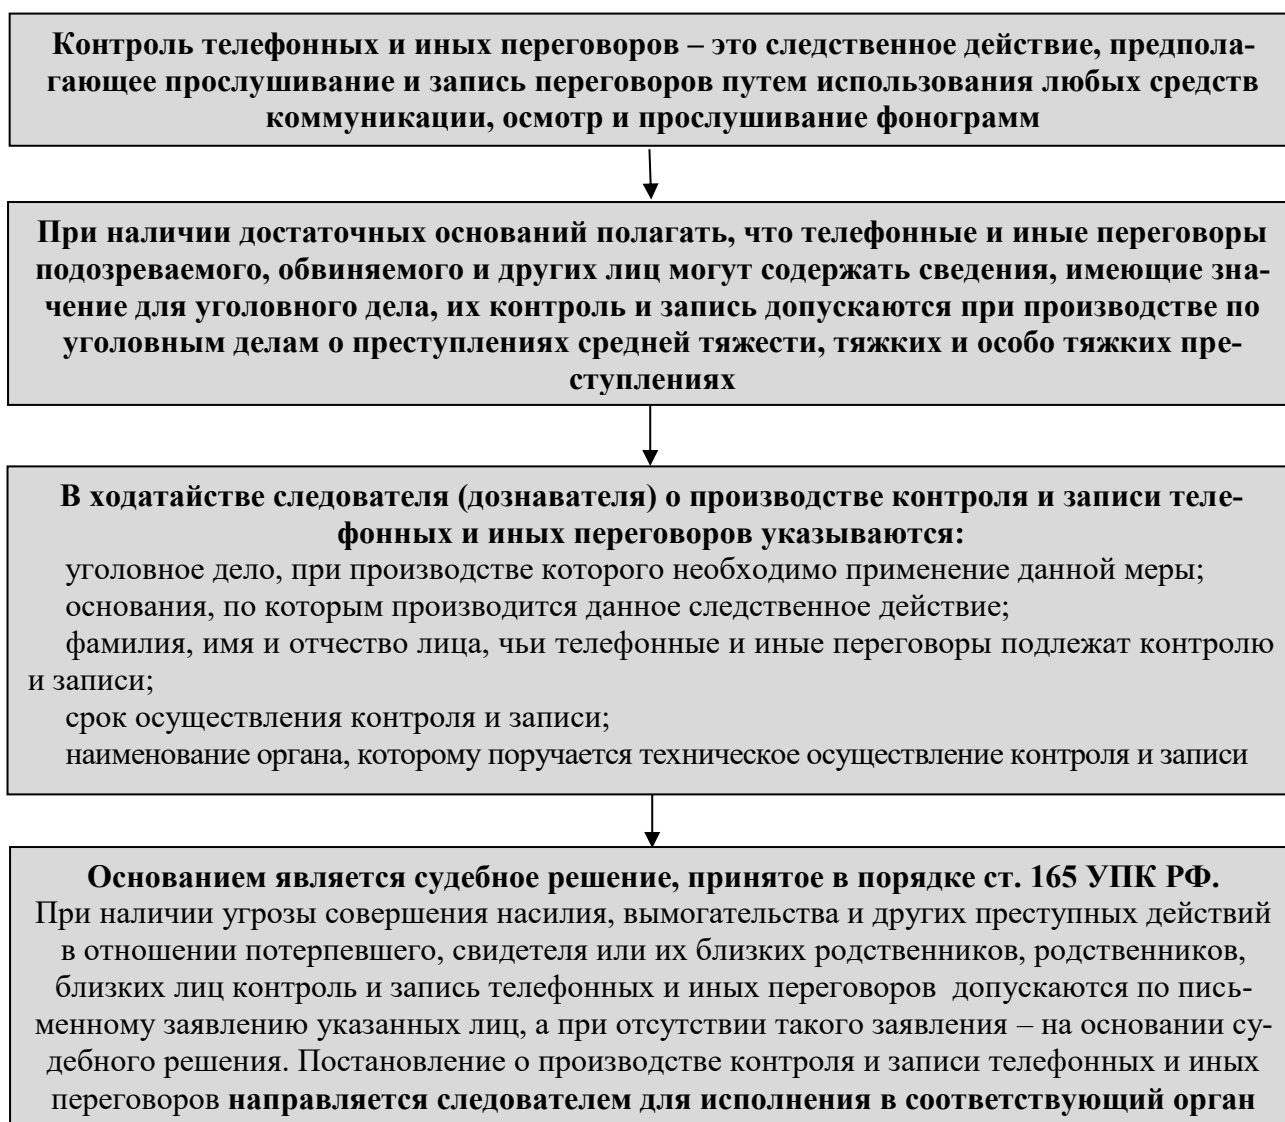 Контроль телефонных и иных переговоров – это следственное действие, предпола-
гающее прослушивание и запись переговоров путем использования любых средств
коммуникации, осмотр и прослушивание фонограмм
При наличии достаточных оснований полагать, что телефонные и иные переговоры
подозреваемого, обвиняемого и других лиц могут содержать сведения, имеющие зна-
чение для уголовного дела, их контроль и запись допускаются при производстве по
уголовным делам о преступлениях средней тяжести, тяжких и особо тяжких пре-
ступлениях
В ходатайстве следователя (дознавателя) о производстве контроля и записи теле-
фонных и иных переговоров указываются:
уголовное дело, при производстве которого необходимо применение данной меры;
основания, по которым производится данное следственное действие;
фамилия, имя и отчество лица, чьи телефонные и иные переговоры подлежат контролю
и записи;
срок осуществления контроля и записи;
наименование органа, которому поручается техническое осуществление контроля и записи
Основанием является судебное решение, принятое в порядке ст. 165 УПК РФ.
При наличии угрозы совершения насилия, вымогательства и других преступных действий
в отношении потерпевшего, свидетеля или их близких родственников, родственников,
близких лиц контроль и запись телефонных и иных переговоров допускаются по пись-
менному заявлению указанных лиц, а при отсутствии такого заявления – на основании су-
дебного решения. Постановление о производстве контроля и записи телефонных и иных
переговоров направляется следователем для исполнения в соответствующий орган